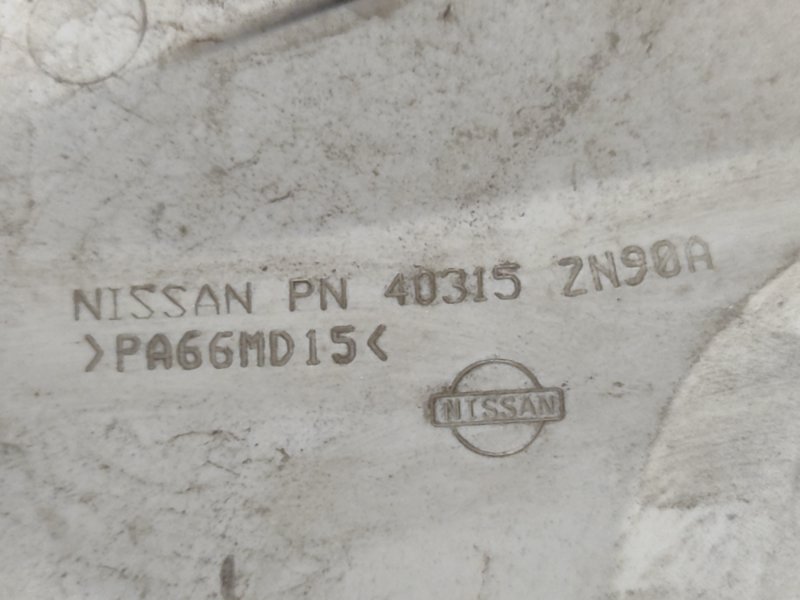 NISSAN PN 40315 ZN90A
>PA66MD15<
NISSAN